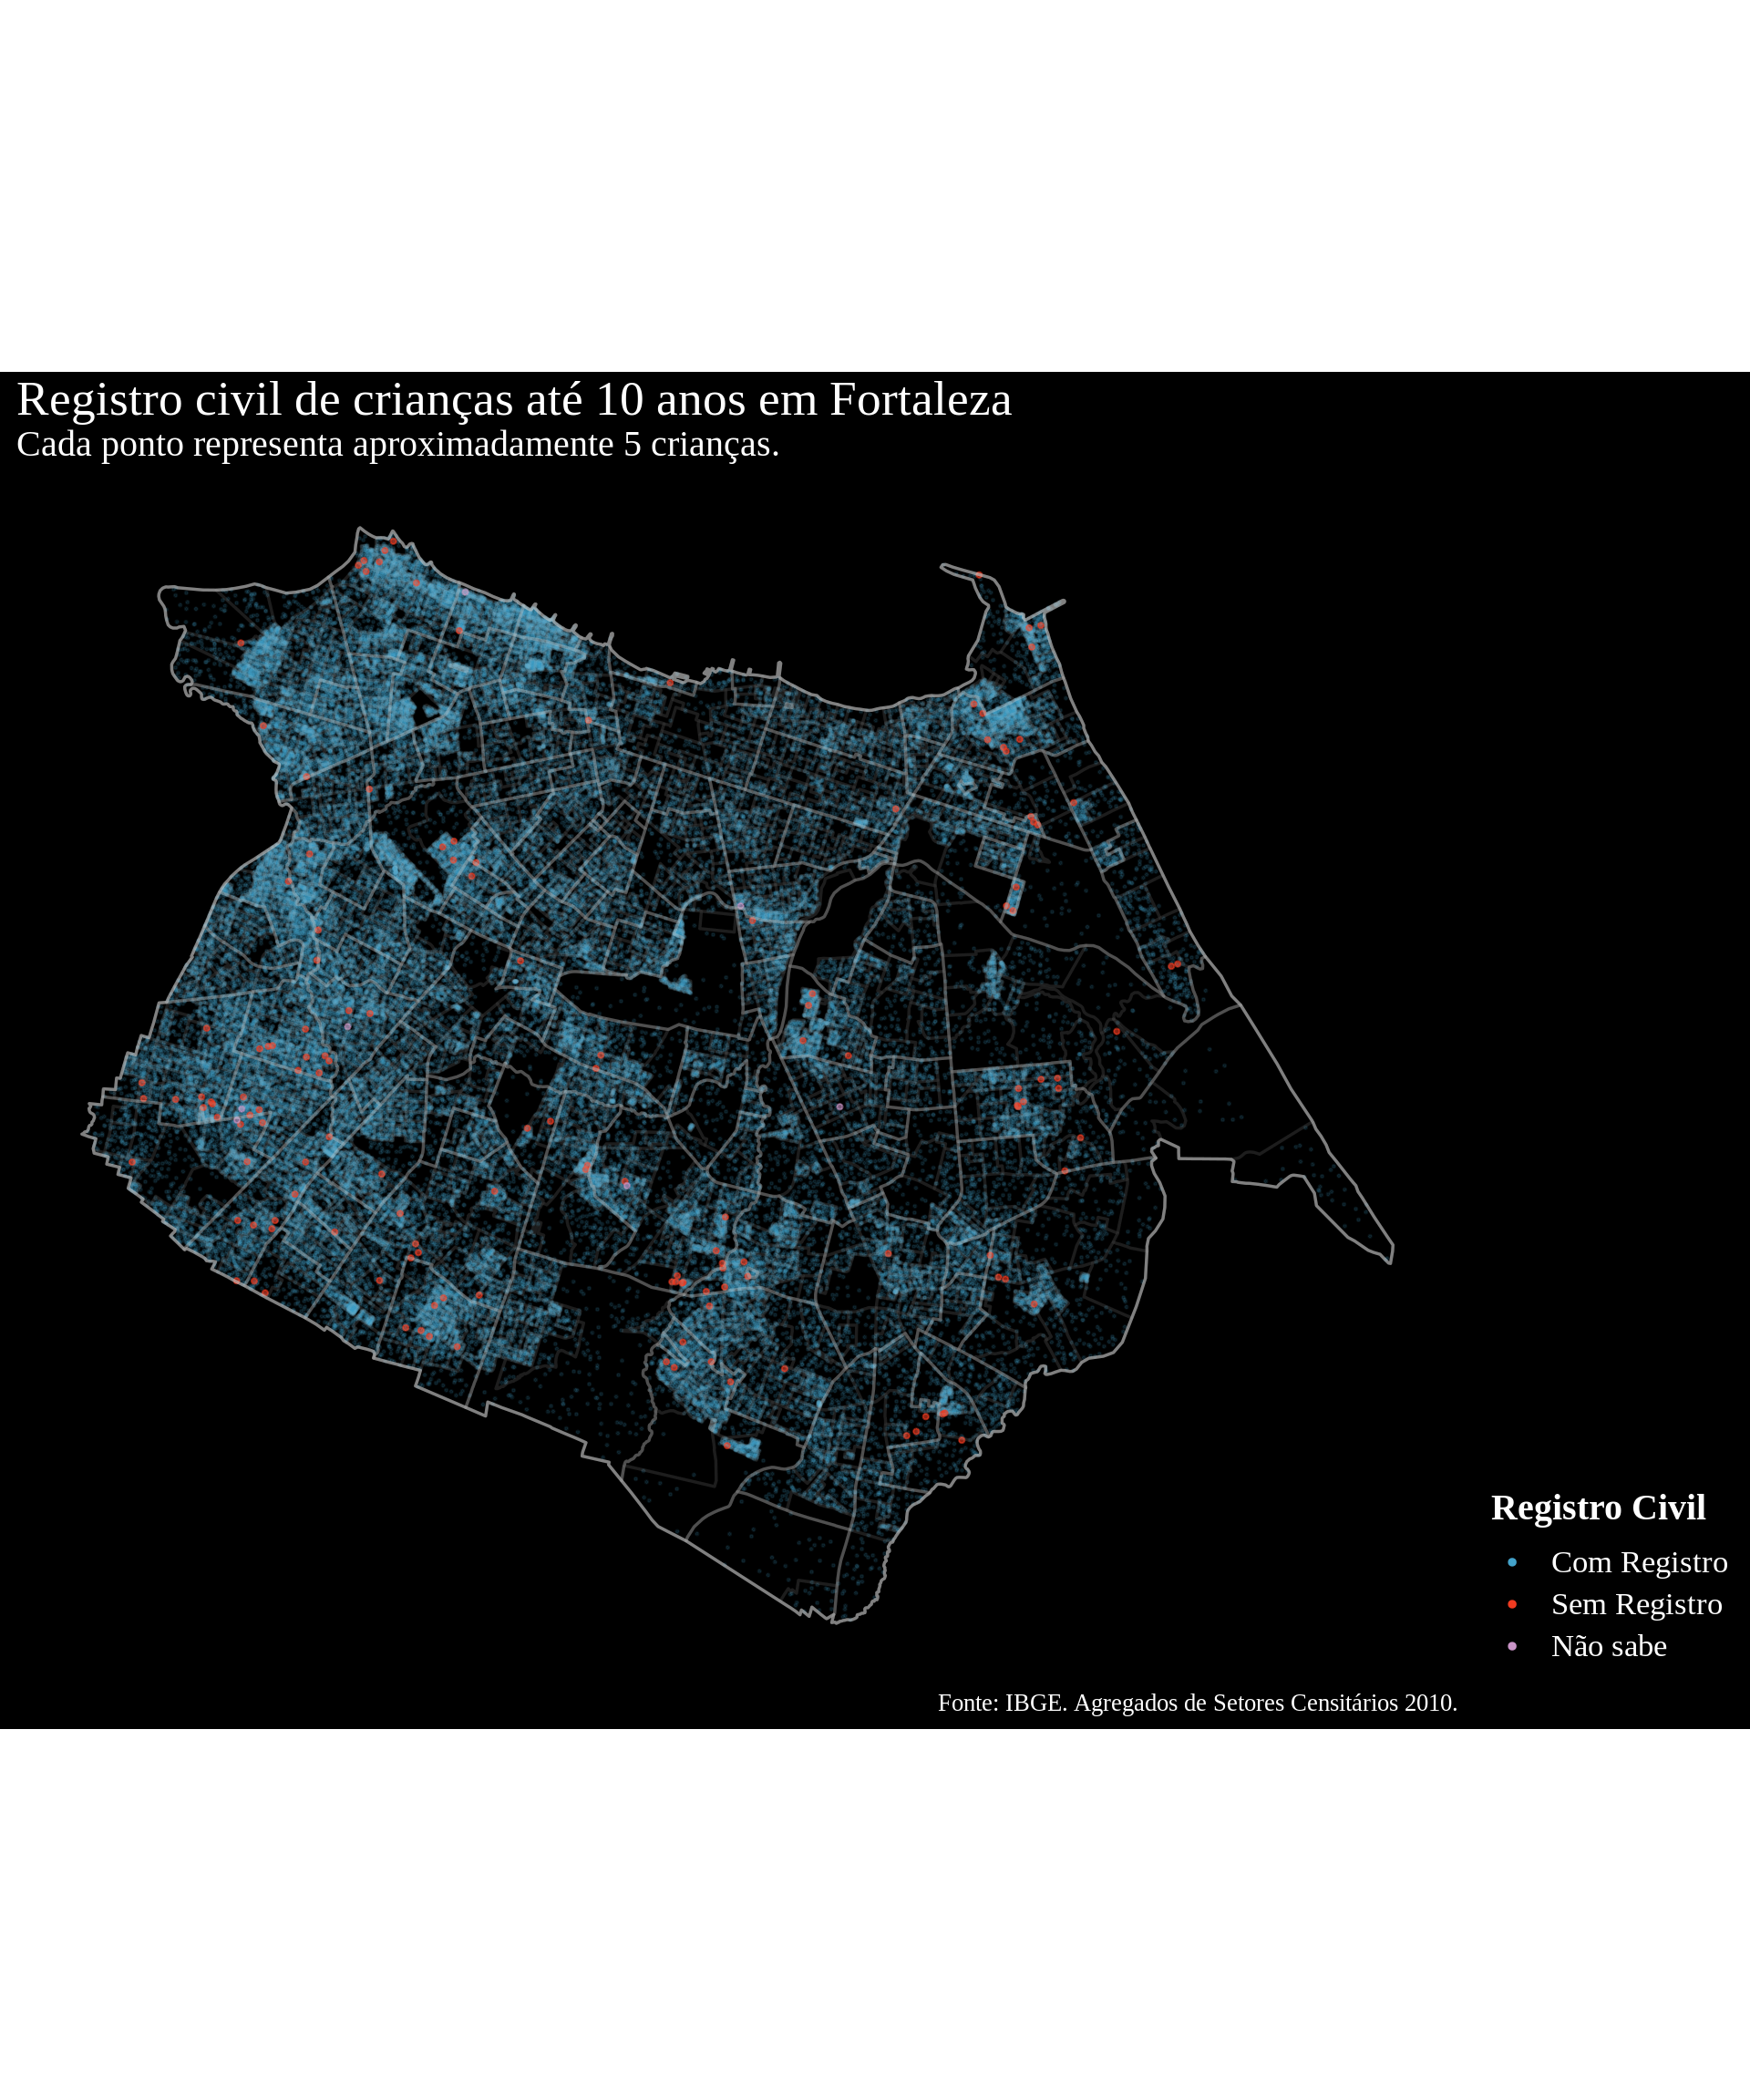 Registro civil de crianças até 10 anos em Fortaleza
Cada ponto representa aproximadamente 5 crianças.
Registro Civil
Com Registro
Sem Registro
Não sabe
Fonte: IBGE. Agregados de Setores Censitários 2010.